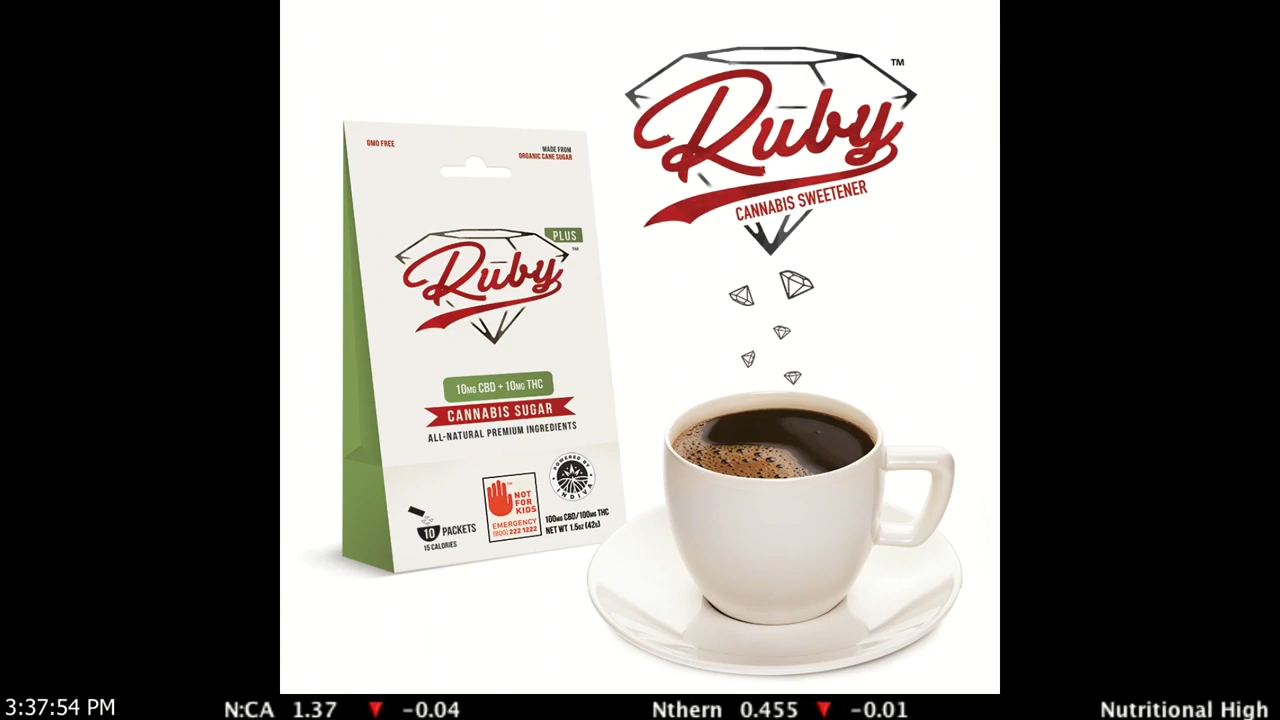 GMO FREE
MADE FROM
ORGANIC CANE SUGAR
PLUS
Ruby
TM
10MG CBD + 10MG THC
CANNABIS SUGAR
ALL-NATURAL PREMIUM INGREDIENTS
10 PACKETS
15 CALORIES
NOT
FOR
KIDS
EMERGENCY
(800) 222 1222
POWERED BY
INDIVA
100MG CBD/100MG THC
NET WT 1.5oz (42g)
Ruby
TM
CANNABIS SWEETENER
3:37:54 PM N:CA 1.37 ▼ -0.04 Nthern 0.455 ▼ -0.01 Nutritional High